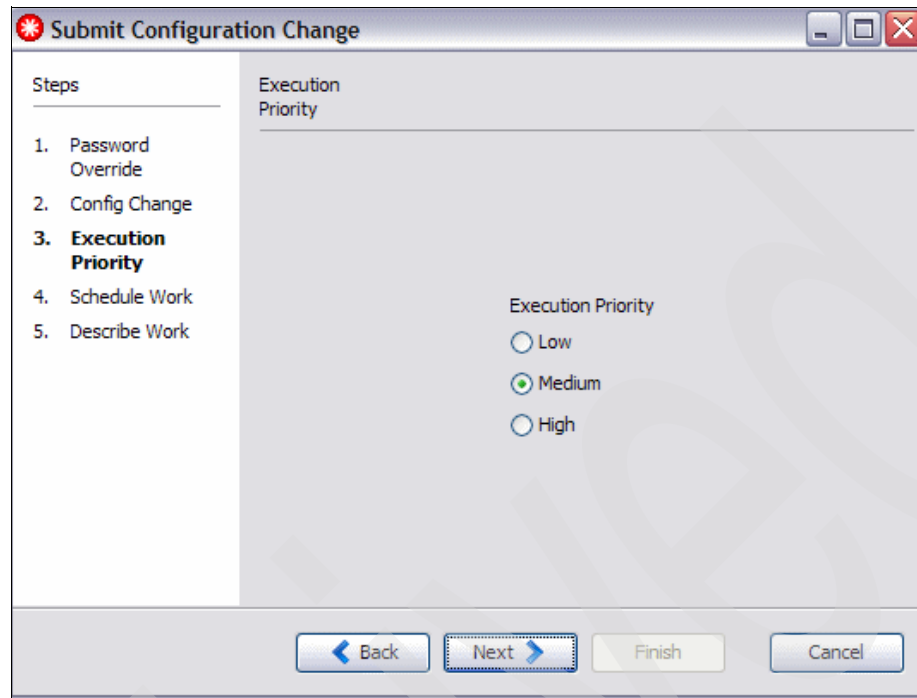 Submit Configuration Change
Steps
1. Password
Override
2. Config Change
3. Execution
Priority
4. Schedule Work
5. Describe Work
Execution
Priority
Execution Priority
Low
Medium
High
Back
Next
Finish
Cancel